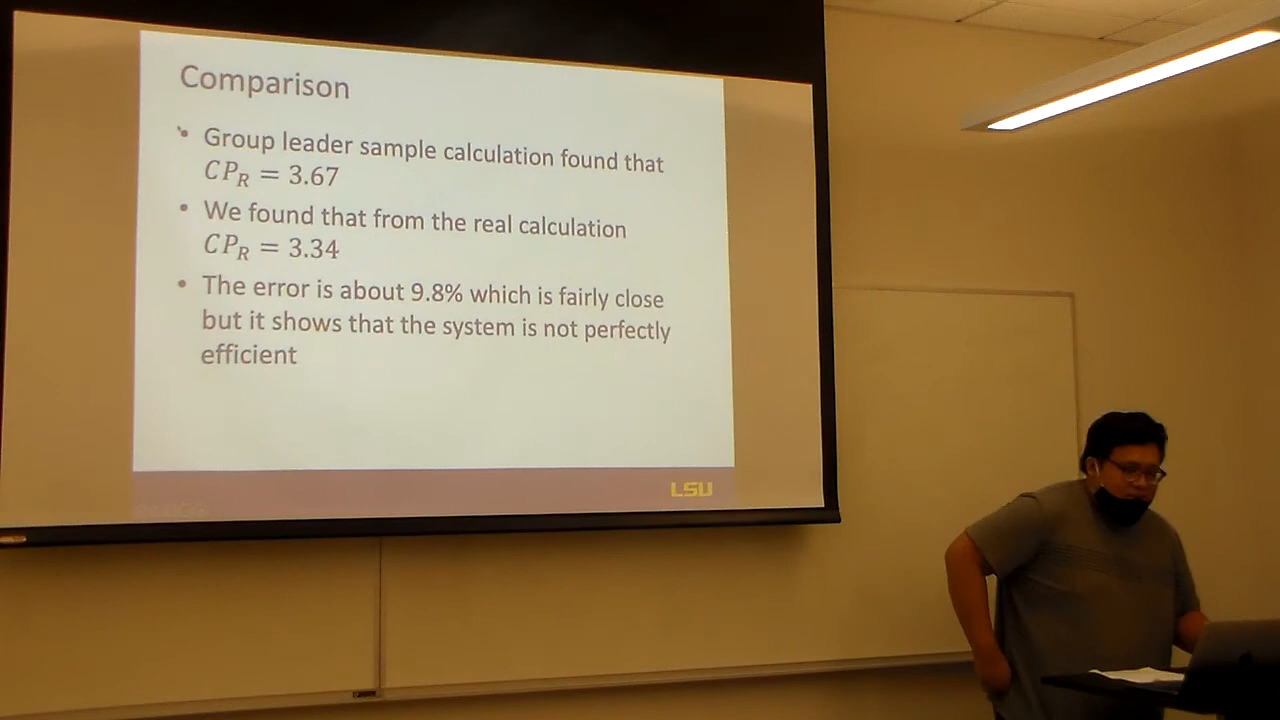 Comparison
• Group leader sample calculation found that
CP_R = 3.67
• We found that from the real calculation
CP_R = 3.34
• The error is about 9.8% which is fairly close
but it shows that the system is not perfectly
efficient
LSU